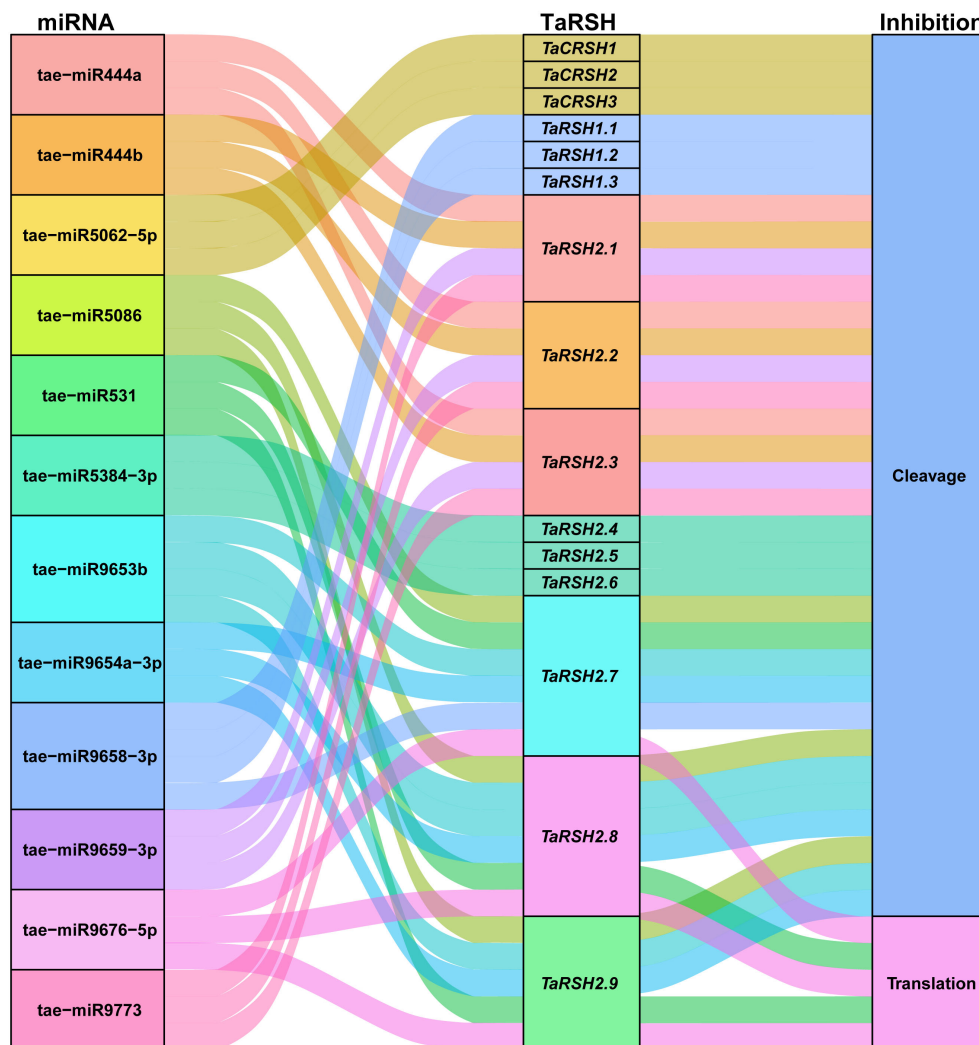 miRNA
TaRSH
Inhibition
tae−miR444a
tae−miR444b
tae−miR5062−5p
tae−miR5086
tae−miR531
tae−miR5384−3p
tae−miR9653b
tae−miR9654a−3p
tae−miR9658−3p
tae−miR9659−3p
tae−miR9676−5p
tae−miR9773
TaCRSH1
TaCRSH2
TaCRSH3
TaRSH1.1
TaRSH1.2
TaRSH1.3
TaRSH2.1
TaRSH2.2
TaRSH2.3
TaRSH2.4
TaRSH2.5
TaRSH2.6
TaRSH2.7
TaRSH2.8
TaRSH2.9
Cleavage
Translation